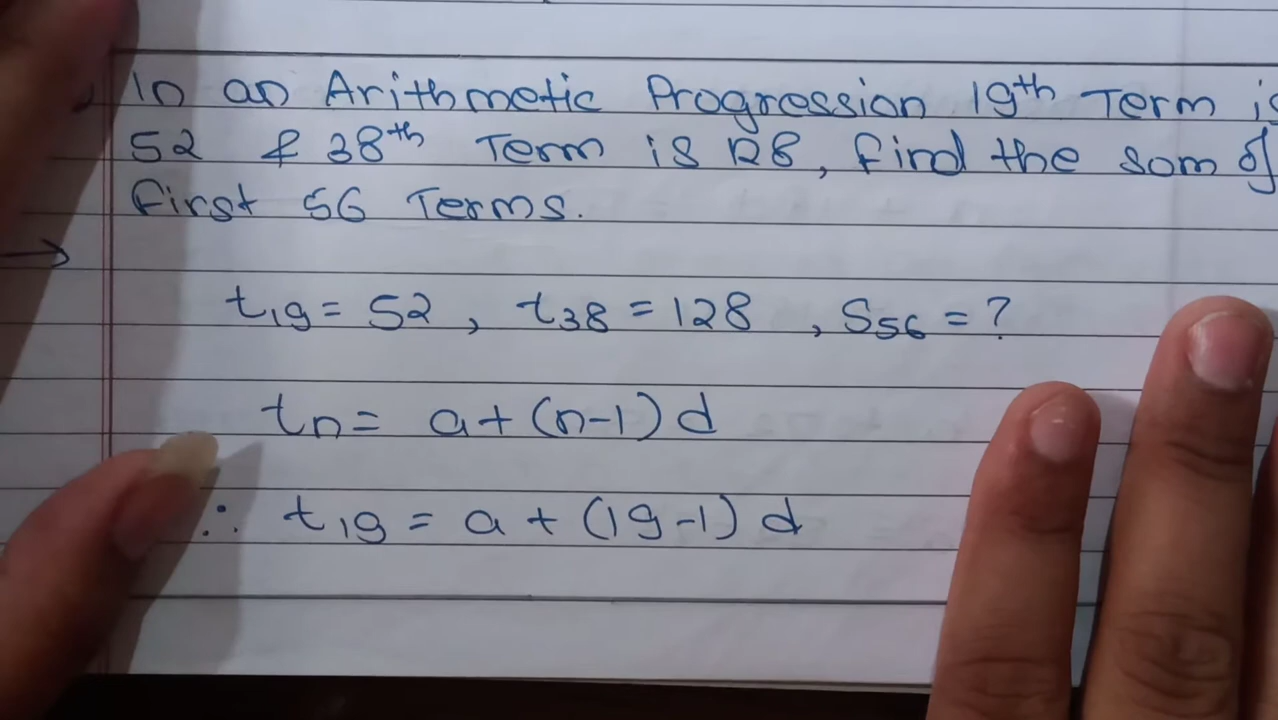 In an Arithmetic Progression 19th Term is
52 & 38th Term is 128, find the sum of
first 56 Terms.
→
t19 = 52 , t38 = 128 , S56 = ?
tn = a + (n-1) d
∴ t19 = a + (19-1) d